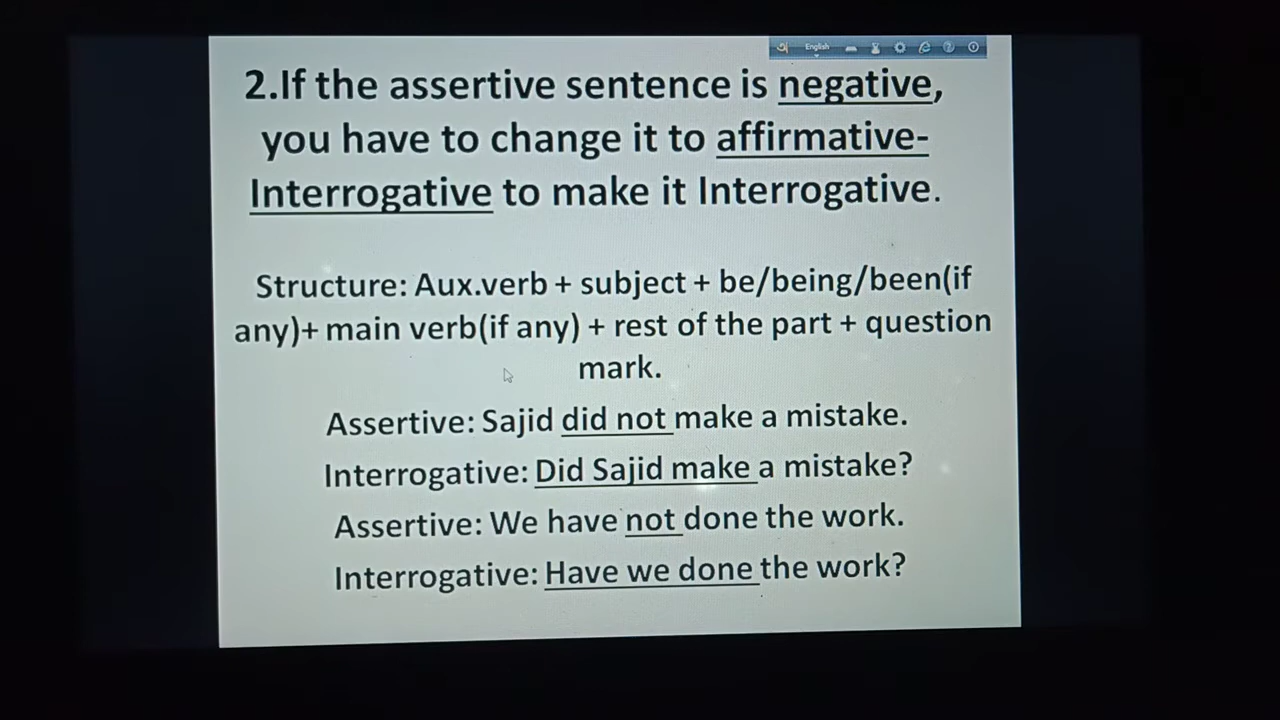 English
2.If the assertive sentence is negative,
you have to change it to affirmative-
Interrogative to make it Interrogative.
Structure: Aux.verb + subject + be/being/been(if
any)+ main verb(if any) + rest of the part + question
mark.
Assertive: Sajid did not make a mistake.
Interrogative: Did Sajid make a mistake?
Assertive: We have not done the work.
Interrogative: Have we done the work?